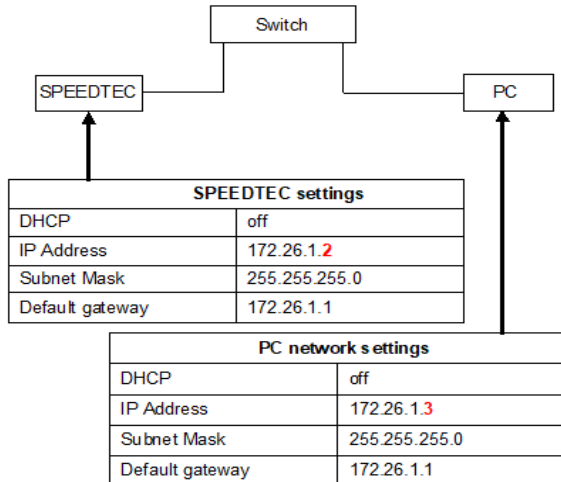 Switch
SPEEDTEC
PC
SPEEDTEC settings
DHCP off
IP Address 172.26.1.2
Subnet Mask 255.255.255.0
Default gateway 172.26.1.1
PC network settings
DHCP off
IP Address 172.26.1.3
Subnet Mask 255.255.255.0
Default gateway 172.26.1.1